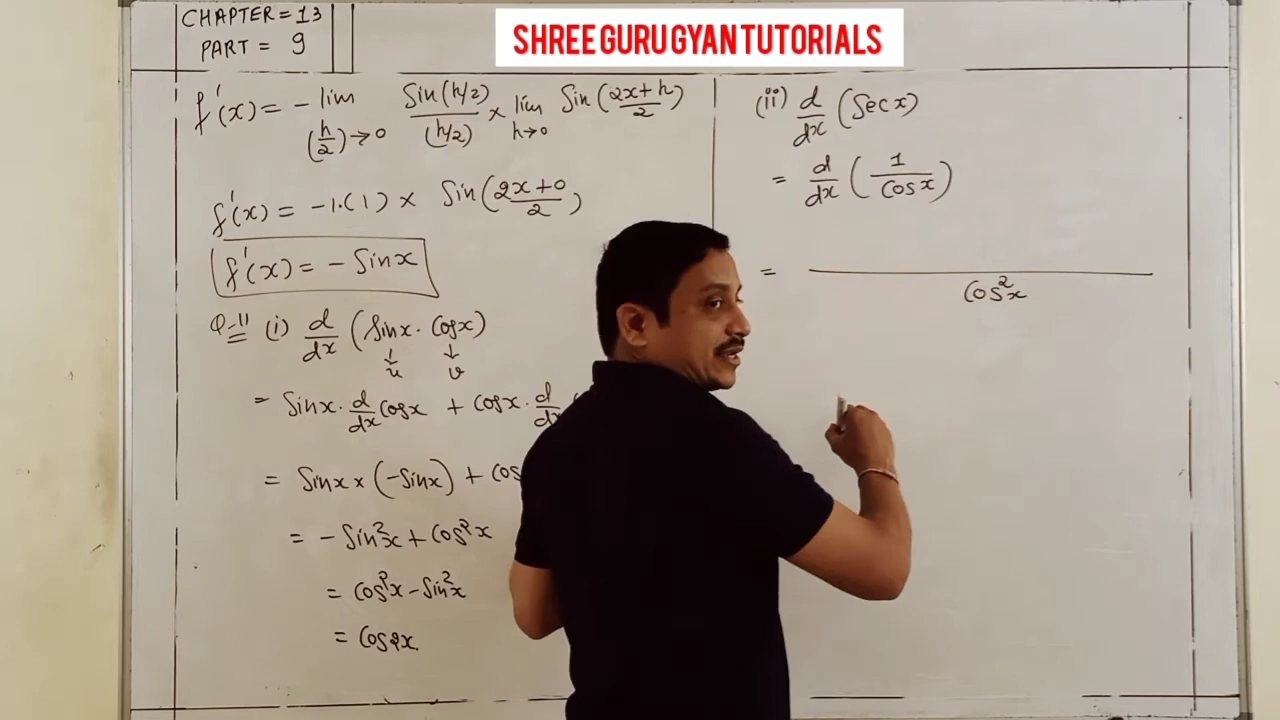 SHREE GURU GYAN TUTORIALS
CHAPTER = 13
PART = 9
f'(x) = - lim (h/2)→0 Sin(h/2)/(h/2) × lim h→0 Sin((2x+h)/2)
f'(x) = -1·(1) × Sin((2x+0)/2)
f'(x) = - Sinx
Q-11 (i) d/dx (Sinx · Cosx)
u v
= Sinx · d/dx Cosx + Cosx · d/dx
= Sinx × (-Sinx) + Cos
= - Sin²x + Cos²x
= Cos²x - Sin²x
= Cos2x
(ii) d/dx (Secx)
= d/dx (1/Cosx)
=
Cos²x